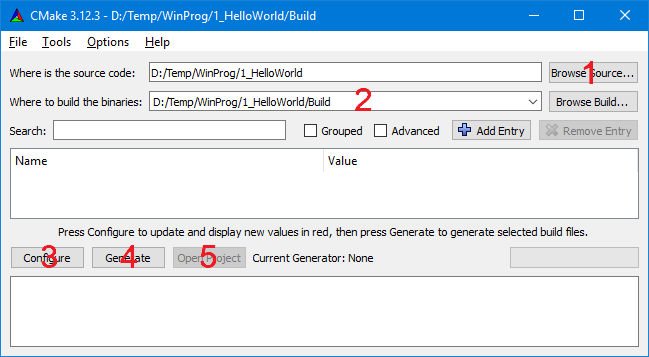 CMake 3.12.3 - D:/Temp/WinProg/1_HelloWorld/Build
File Tools Options Help
Where is the source code: D:/Temp/WinProg/1_HelloWorld Browse Source... 1
Where to build the binaries: D:/Temp/WinProg/1_HelloWorld/Build 2 Browse Build...
Search: Grouped Advanced Add Entry Remove Entry
Name Value
Press Configure to update and display new values in red, then press Generate to generate selected build files.
Configure 3 Generate 4 Open Project 5 Current Generator: None